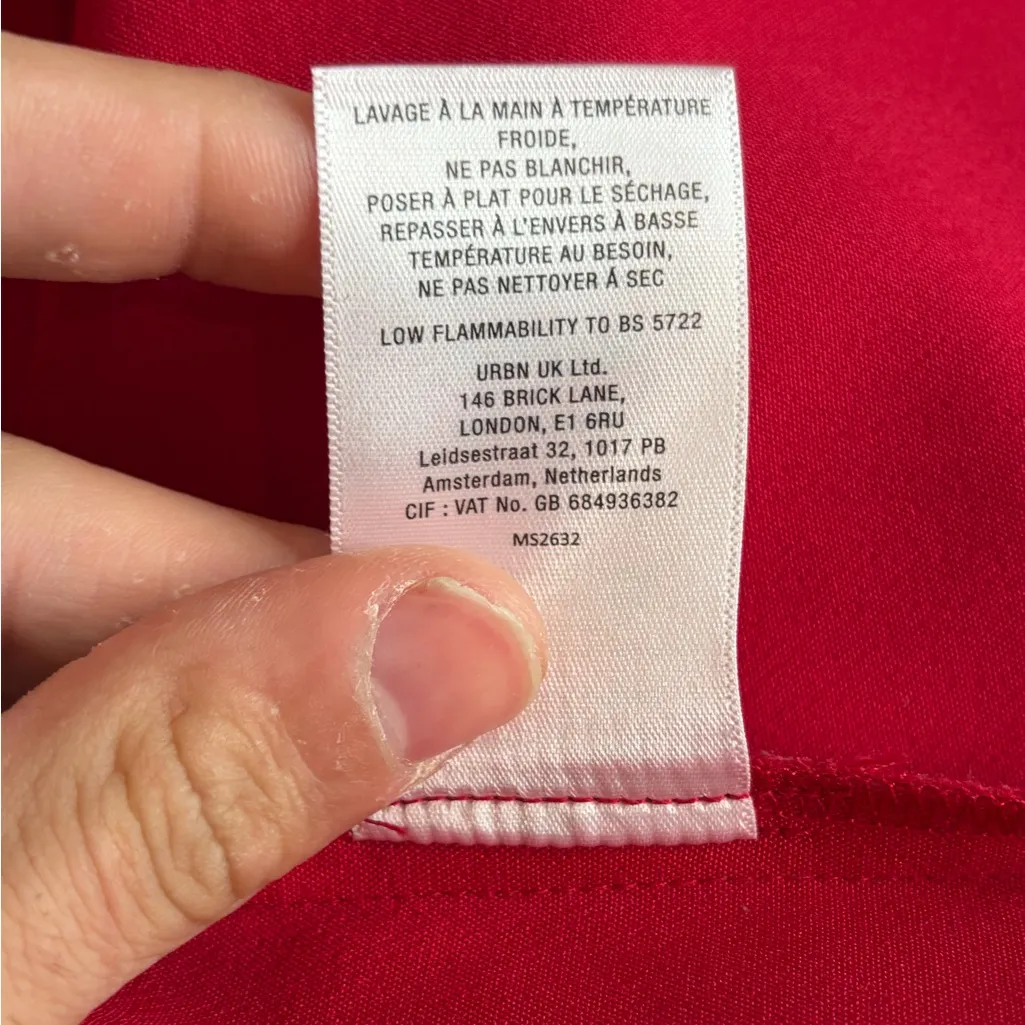 LAVAGE À LA MAIN À TEMPÉRATURE
FROIDE,
NE PAS BLANCHIR,
POSER À PLAT POUR LE SÉCHAGE,
REPASSER À L'ENVERS À BASSE
TEMPÉRATURE AU BESOIN,
NE PAS NETTOYER Á SEC
LOW FLAMMABILITY TO BS 5722
URBN UK Ltd.
146 BRICK LANE,
LONDON, E1 6RU
Leidsestraat 32, 1017 PB
Amsterdam, Netherlands
CIF : VAT No. GB 684936382
MS2632